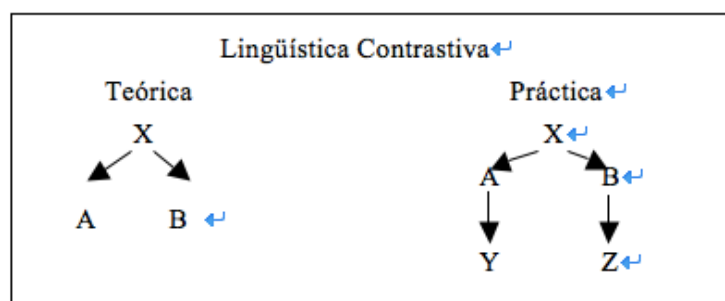 Lingüística Contrastiva
Teórica Práctica
X X
A B
A B
Y Z